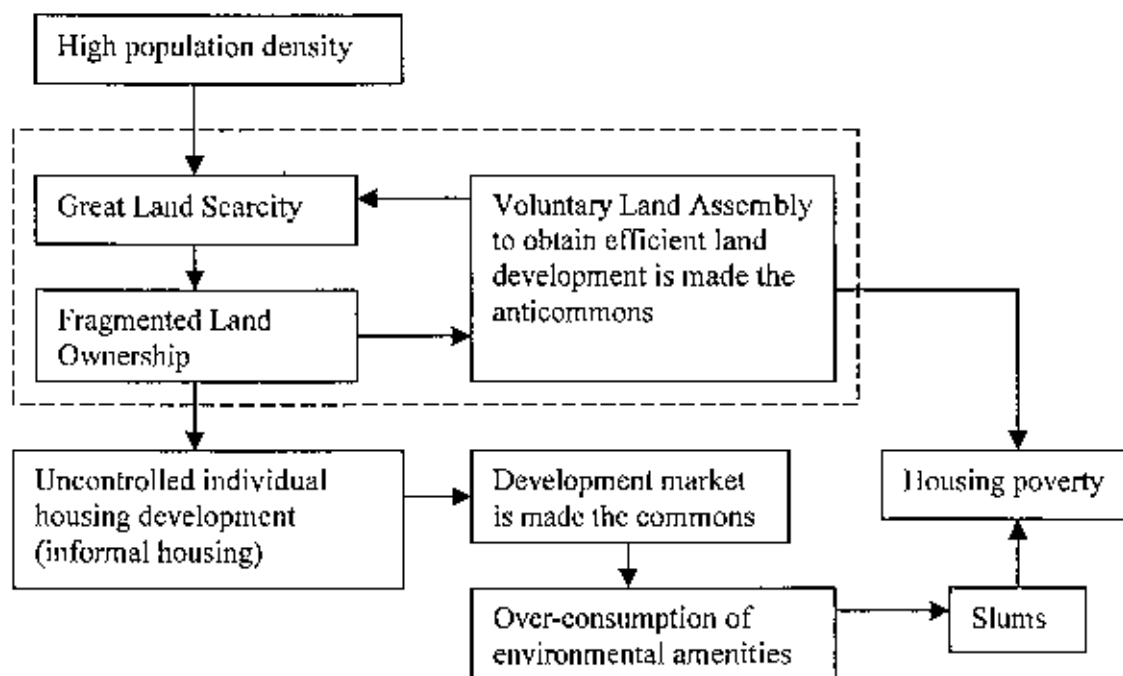 High population density
Great Land Scarcity
Voluntary Land Assembly
to obtain efficient land
development is made the
anticommons
Fragmented Land
Ownership
Uncontrolled individual
housing development
(informal housing)
Development market
is made the commons
Housing poverty
Over-consumption of
environmental amenities
Slums